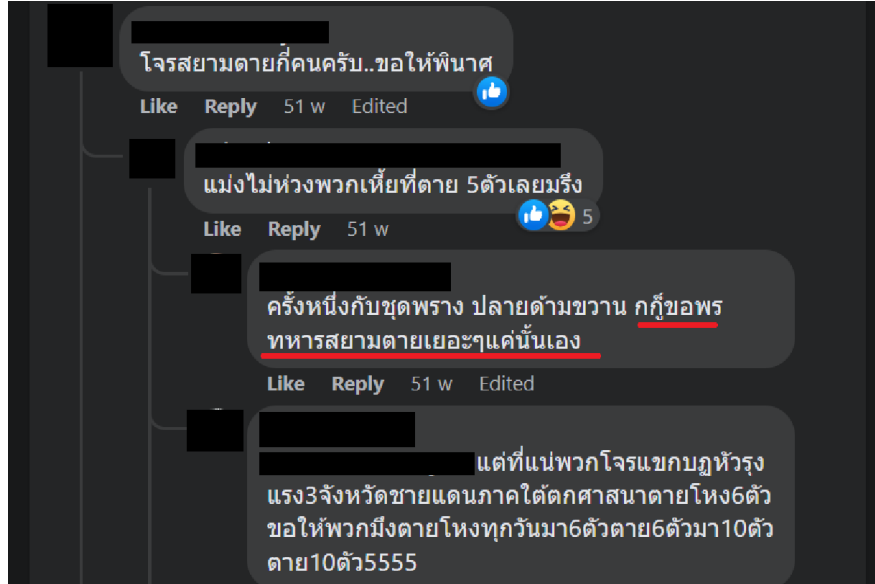 โจรสยามตายกี่คนครับ..ขอให้พินาศ
Like Reply 51 w Edited
แม่งไม่ห่วงพวกเหี้ยที่ตาย 5ตัวเลยมรึง
5
Like Reply 51 w
ครั้งหนึ่งกับชุดพราง ปลายด้ามขวาน กกู็ขอพร
ทหารสยามตายเยอะๆแค่นั้นเอง
Like Reply 51 w Edited
แต่ที่แน่พวกโจรแขกบฏหัวรุง
แรง3จังหวัดชายแดนภาคใต้ตกศาสนาตายโหง6ตัว
ขอให้พวกมึงตายโหงทุกวันมา6ตัวตาย6ตัวมา10ตัว
ตาย10ตัว5555